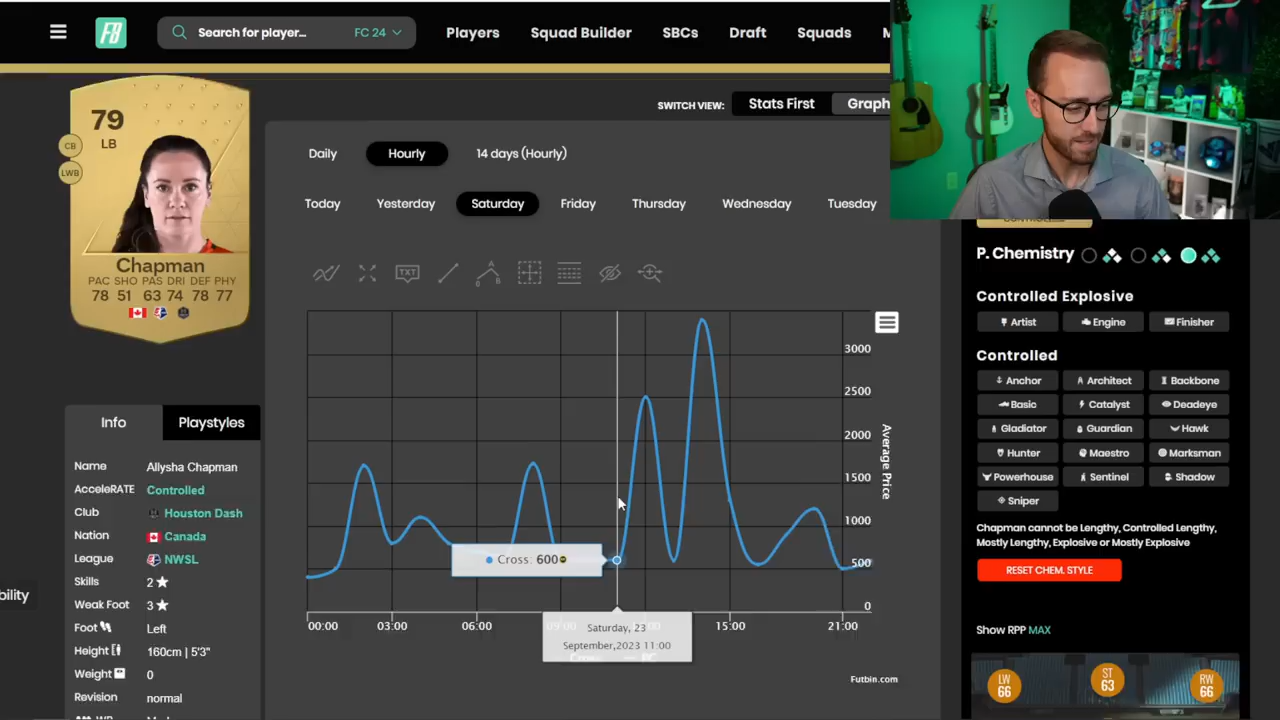 FB
Search for player...
FC 24
Players
Squad Builder
SBCs
Draft
Squads
M
SWITCH VIEW:
Stats First
Graph
79
LB
CB
LWB
Chapman
PAC SHO PAS DRI DEF PHY
78 51 63 74 78 77
Daily
Hourly
14 days (Hourly)
Today
Yesterday
Saturday
Friday
Thursday
Wednesday
Tuesday
TXT
3000
2500
2000
1500
1000
500
0
Average Price
Cross: 600
00:00
03:00
06:00
09:00
15:00
21:00
Saturday, 23
September,2023 11:00
Futbin.com
Info
Playstyles
Name Allysha Chapman
AcceleRATE Controlled
Club Houston Dash
Nation Canada
League NWSL
Skills 2
Weak Foot 3
Foot Left
Height 160cm | 5'3"
Weight 0
Revision normal
bility
P. Chemistry
Controlled Explosive
Artist
Engine
Finisher
Controlled
Anchor
Architect
Backbone
Basic
Catalyst
Deadeye
Gladiator
Guardian
Hawk
Hunter
Maestro
Marksman
Powerhouse
Sentinel
Shadow
Sniper
Chapman cannot be Lengthy, Controlled Lengthy,
Mostly Lengthy, Explosive or Mostly Explosive
RESET CHEM. STYLE
Show RPP MAX
LW
66
ST
63
RW
66